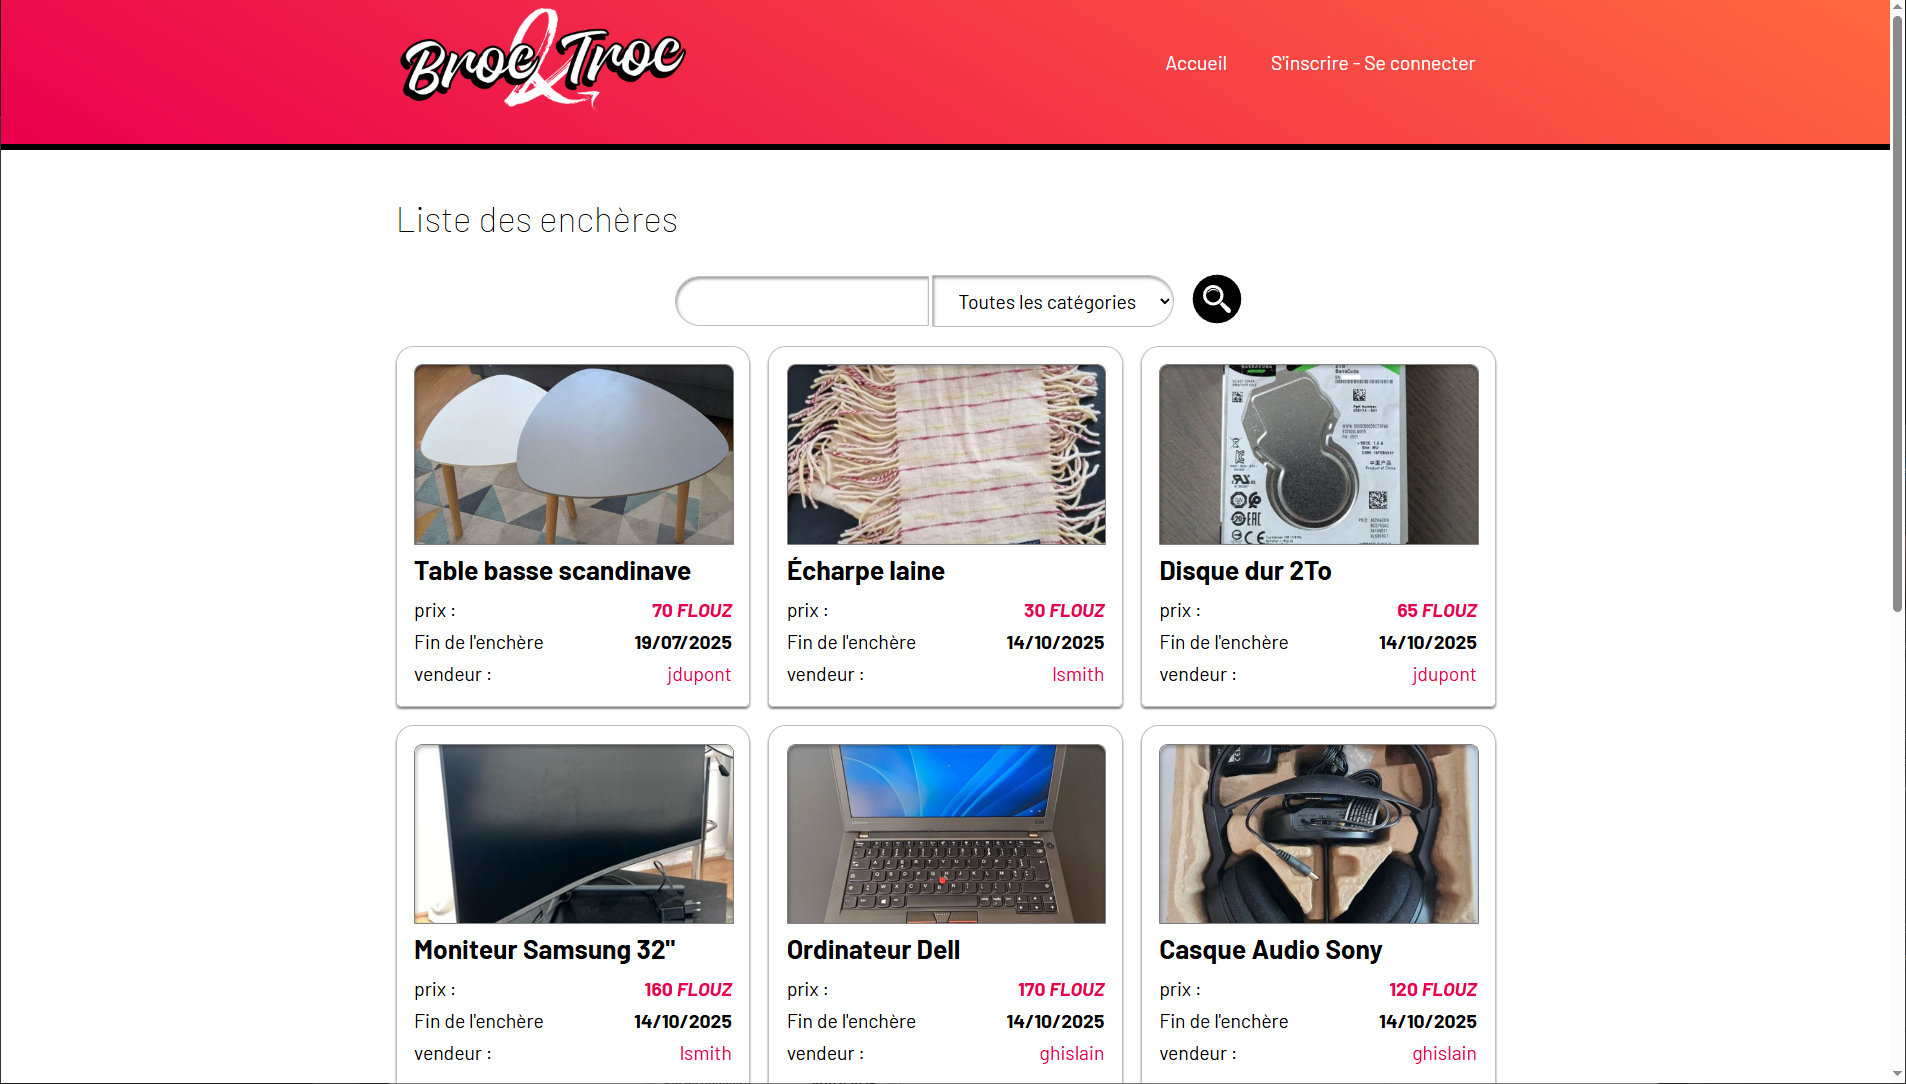 Broc & Troc
Accueil
S'inscrire - Se connecter
Liste des enchères
Toutes les catégories
BarraCuda
Table basse scandinave
prix :
70 FLOUZ
Fin de l'enchère
19/07/2025
vendeur :
jdupont
Écharpe laine
prix :
30 FLOUZ
Fin de l'enchère
14/10/2025
vendeur :
lsmith
Disque dur 2To
prix :
65 FLOUZ
Fin de l'enchère
14/10/2025
vendeur :
jdupont
Moniteur Samsung 32"
prix :
160 FLOUZ
Fin de l'enchère
14/10/2025
vendeur :
lsmith
Ordinateur Dell
prix :
170 FLOUZ
Fin de l'enchère
14/10/2025
vendeur :
ghislain
Casque Audio Sony
prix :
120 FLOUZ
Fin de l'enchère
14/10/2025
vendeur :
ghislain